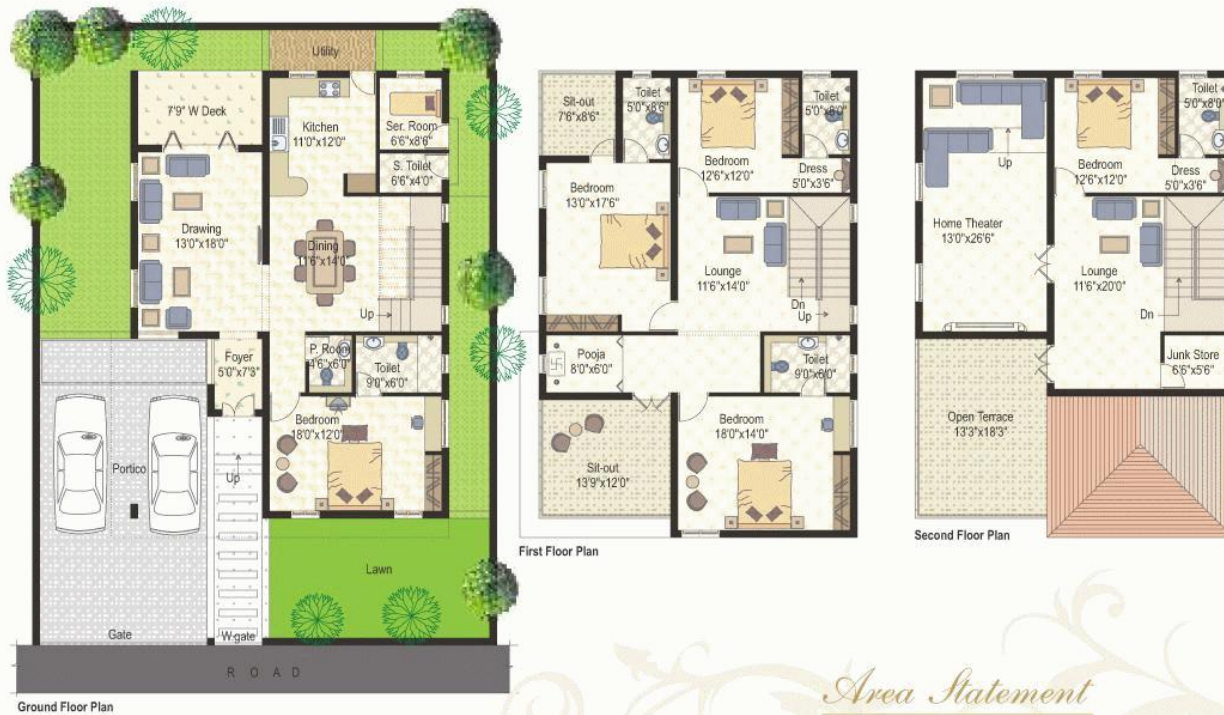 Utility
7'9" W Deck
Kitchen
11'0"x12'0"
Ser. Room
6'6"x8'6"
S. Toilet
6'6"x4'0"
Drawing
13'0"x18'0"
Dining
11'6"x14'0"
Up
Foyer
5'0"x7'3"
P. Room
4'6"x6'0"
Toilet
9'0"x6'0"
Bedroom
18'0"x12'0"
Portico
Up
Lawn
Gate
W.gate
R O A D
Ground Floor Plan
Sit-out
7'6"x8'6"
Toilet
5'0"x8'6"
Toilet
5'0"x8'0"
Bedroom
12'6"x12'0"
Dress
5'0"x3'6"
Bedroom
13'0"x17'6"
Lounge
11'6"x14'0"
Dn
Up
Pooja
8'0"x6'0"
Toilet
9'0"x6'0"
Bedroom
18'0"x14'0"
Sit-out
13'9"x12'0"
First Floor Plan
Up
Toilet
5'0"x8'0"
Bedroom
12'6"x12'0"
Dress
5'0"x3'6"
Home Theater
13'0"x26'6"
Lounge
11'6"x20'0"
Dn
Junk Store
6'6"x5'6"
Open Terrace
13'3"x18'3"
Second Floor Plan
Area Statement